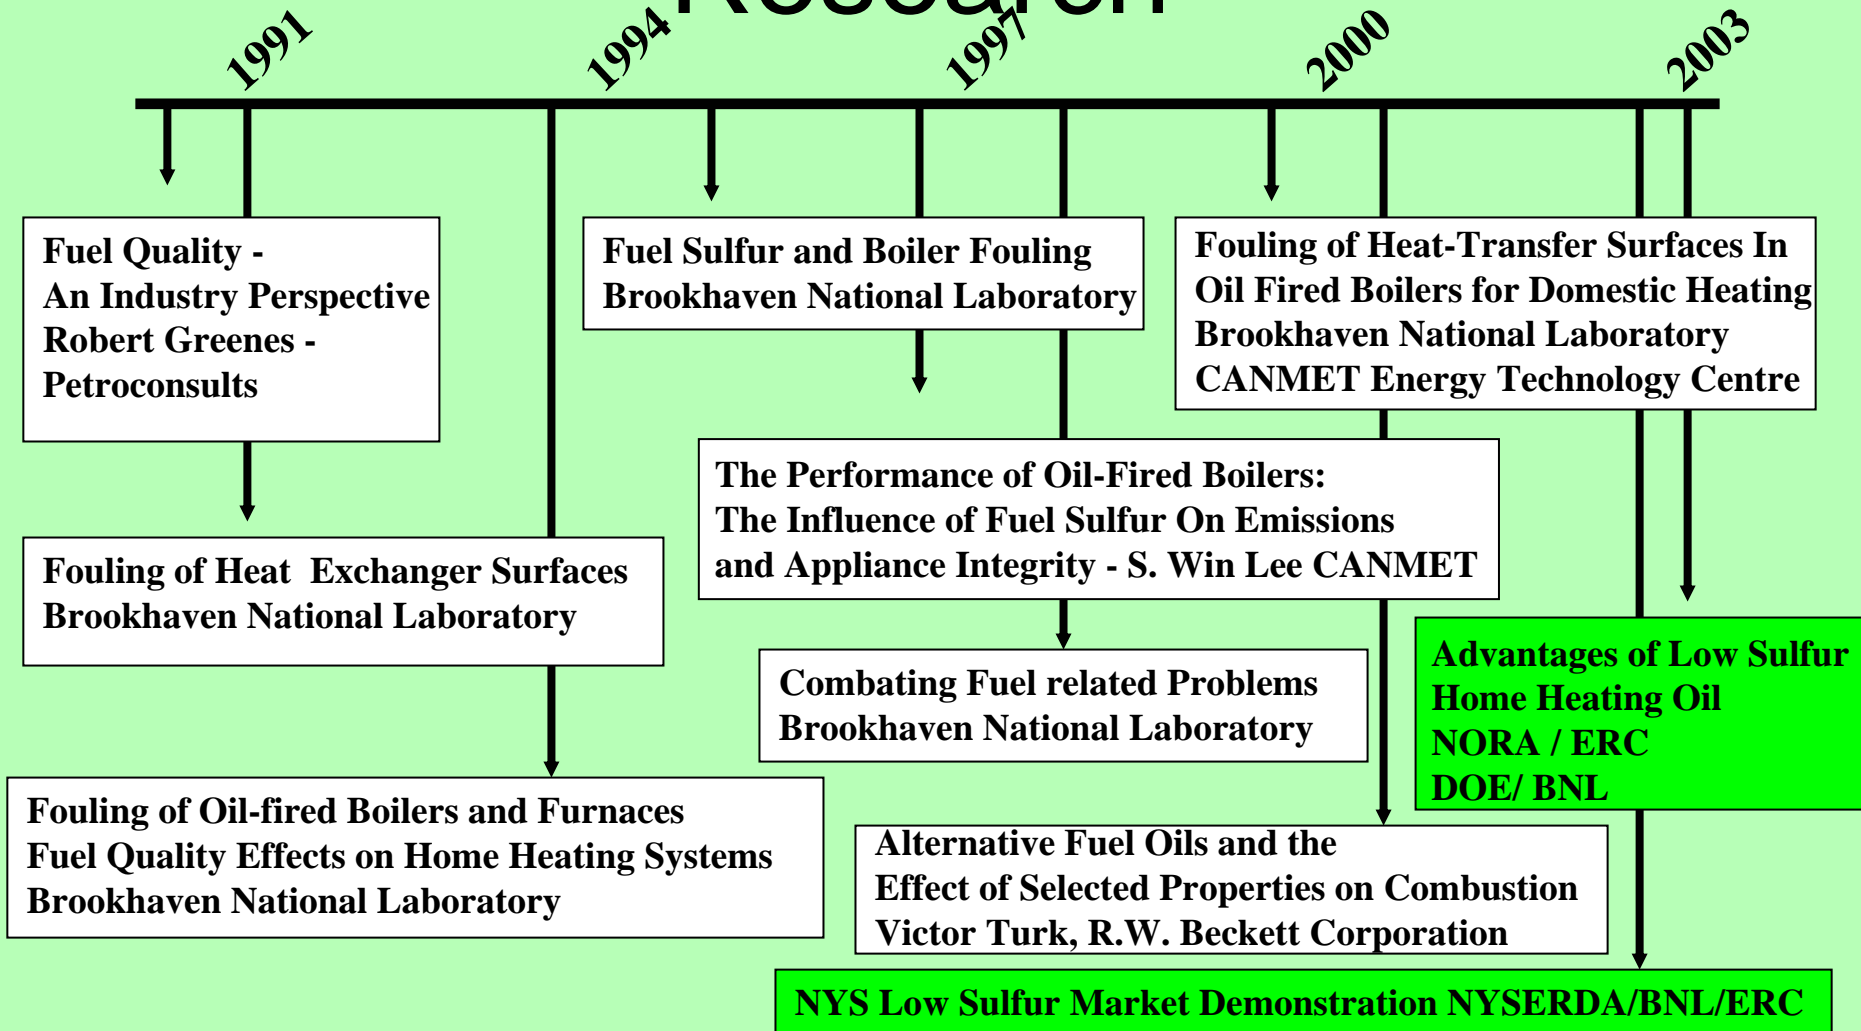 Research
1991
1994
1997
2000
2003
Fuel Quality -
An Industry Perspective
Robert Greenes -
Petroconsults
Fuel Sulfur and Boiler Fouling
Brookhaven National Laboratory
Fouling of Heat-Transfer Surfaces In
Oil Fired Boilers for Domestic Heating
Brookhaven National Laboratory
CANMET Energy Technology Centre
The Performance of Oil-Fired Boilers:
The Influence of Fuel Sulfur On Emissions
and Appliance Integrity - S. Win Lee CANMET
Fouling of Heat Exchanger Surfaces
Brookhaven National Laboratory
Combating Fuel related Problems
Brookhaven National Laboratory
Advantages of Low Sulfur
Home Heating Oil
NORA / ERC
DOE/ BNL
Fouling of Oil-fired Boilers and Furnaces
Fuel Quality Effects on Home Heating Systems
Brookhaven National Laboratory
Alternative Fuel Oils and the
Effect of Selected Properties on Combustion
Victor Turk, R.W. Beckett Corporation
NYS Low Sulfur Market Demonstration NYSERDA/BNL/ERC